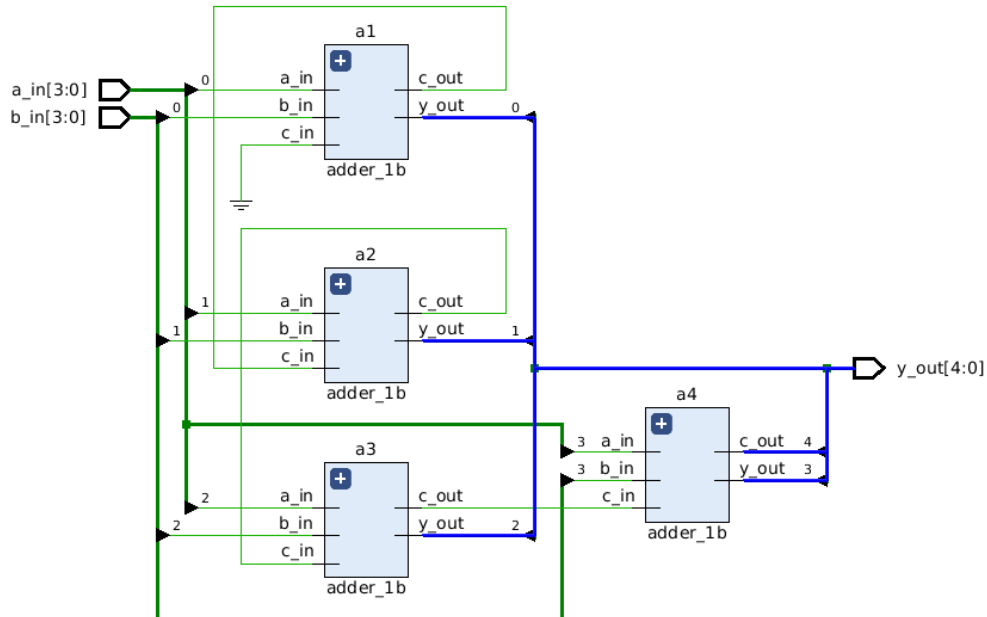 a1
a_in[3:0]
0
a_in
c_out
b_in[3:0]
0
b_in
y_out
0
c_in
adder_1b
a2
1
a_in
c_out
1
b_in
y_out
1
c_in
adder_1b
y_out[4:0]
a4
3
a_in
c_out
4
3
b_in
y_out
3
c_in
adder_1b
a3
2
a_in
c_out
2
b_in
y_out
2
c_in
adder_1b